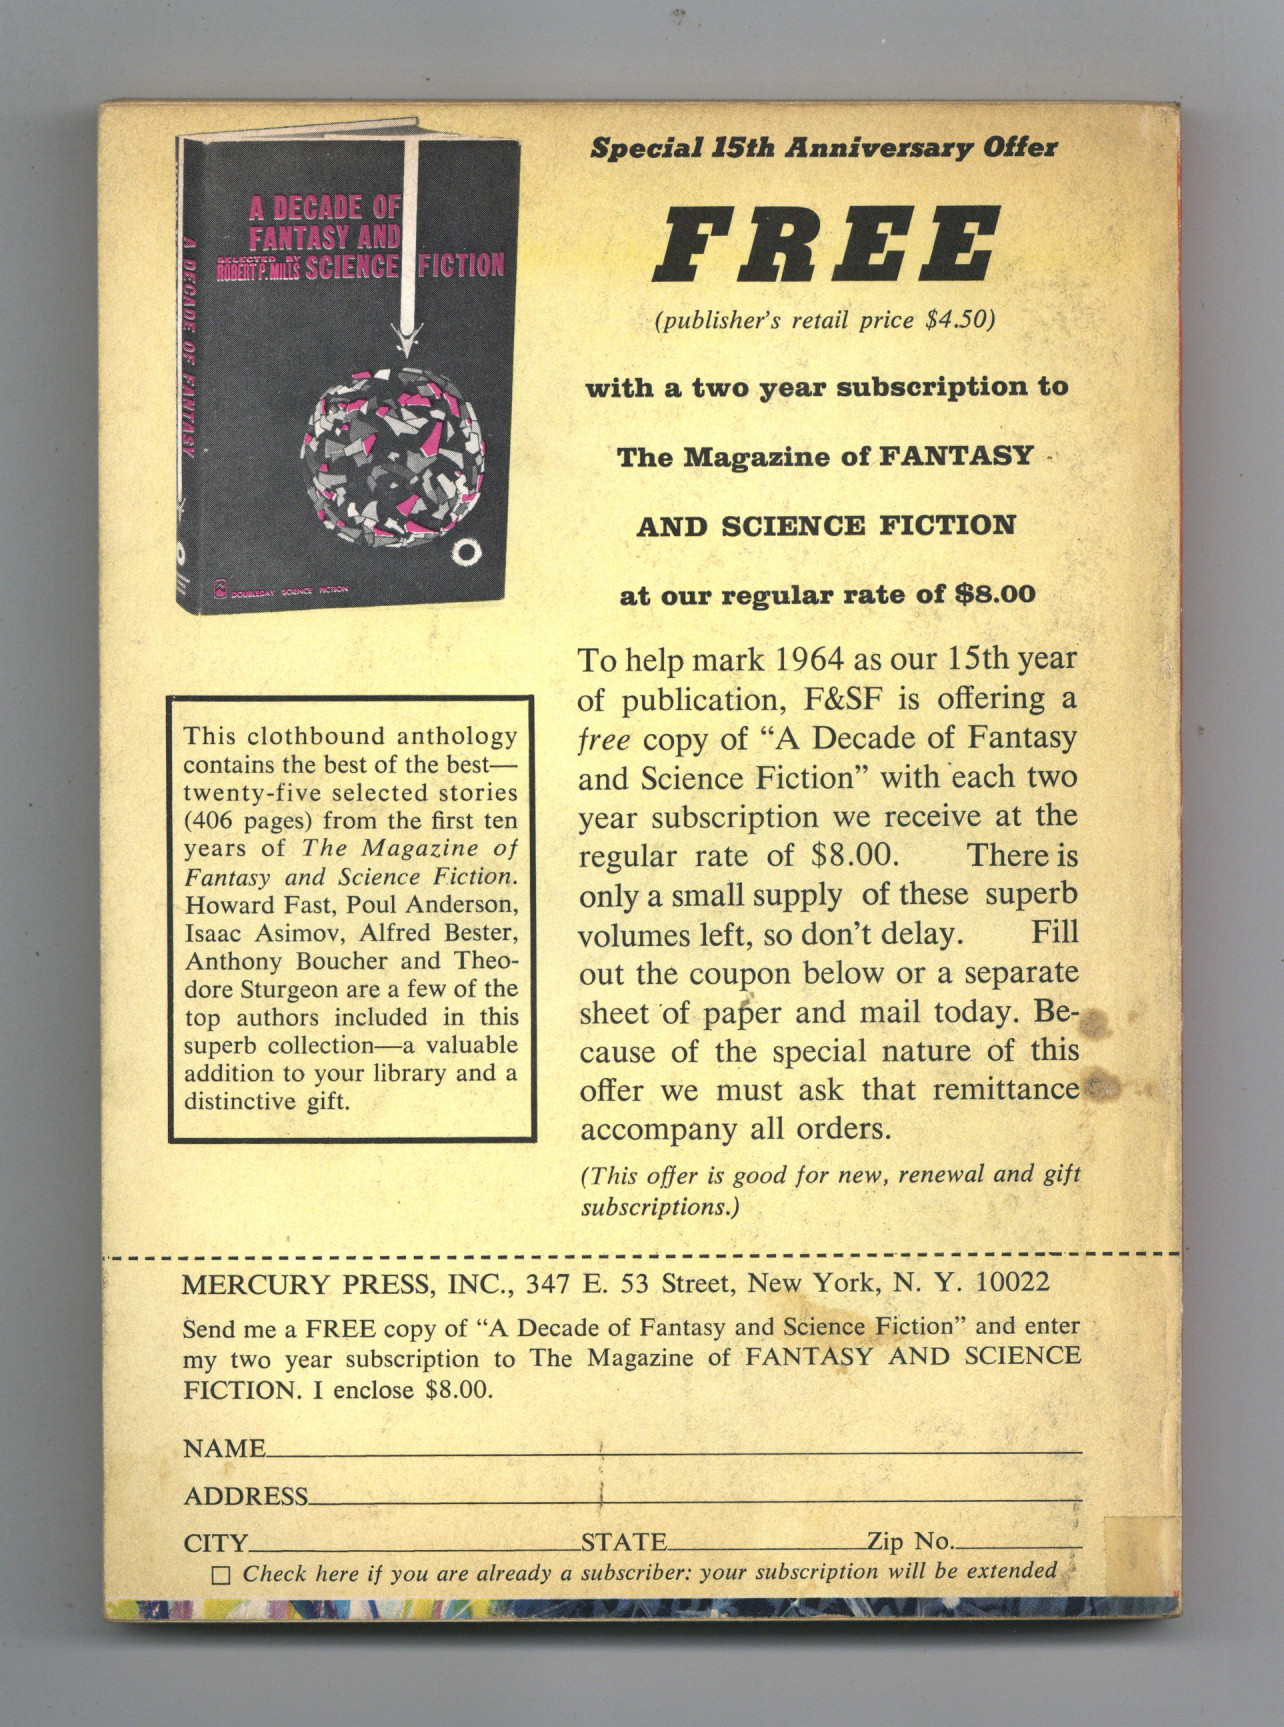 A DECADE OF
FANTASY AND
SELECTED BY
ROBERT P. MILLS SCIENCE FICTION
A DECADE OF FANTASY
DOUBLEDAY SCIENCE FICTION
Special 15th Anniversary Offer
FREE
(publisher's retail price $4.50)
with a two year subscription to
The Magazine of FANTASY
AND SCIENCE FICTION
at our regular rate of $8.00
This clothbound anthology
contains the best of the best—
twenty-five selected stories
(406 pages) from the first ten
years of The Magazine of
Fantasy and Science Fiction.
Howard Fast, Poul Anderson,
Isaac Asimov, Alfred Bester,
Anthony Boucher and Theo-
dore Sturgeon are a few of the
top authors included in this
superb collection—a valuable
addition to your library and a
distinctive gift.
To help mark 1964 as our 15th year
of publication, F&SF is offering a
free copy of “A Decade of Fantasy
and Science Fiction” with each two
year subscription we receive at the
regular rate of $8.00. There is
only a small supply of these superb
volumes left, so don't delay. Fill
out the coupon below or a separate
sheet of paper and mail today. Be-
cause of the special nature of this
offer we must ask that remittance
accompany all orders.
(This offer is good for new, renewal and gift
subscriptions.)
MERCURY PRESS, INC., 347 E. 53 Street, New York, N. Y. 10022
Send me a FREE copy of “A Decade of Fantasy and Science Fiction” and enter
my two year subscription to The Magazine of FANTASY AND SCIENCE
FICTION. I enclose $8.00.
NAME
ADDRESS
CITY STATE Zip No.
Check here if you are already a subscriber: your subscription will be extended